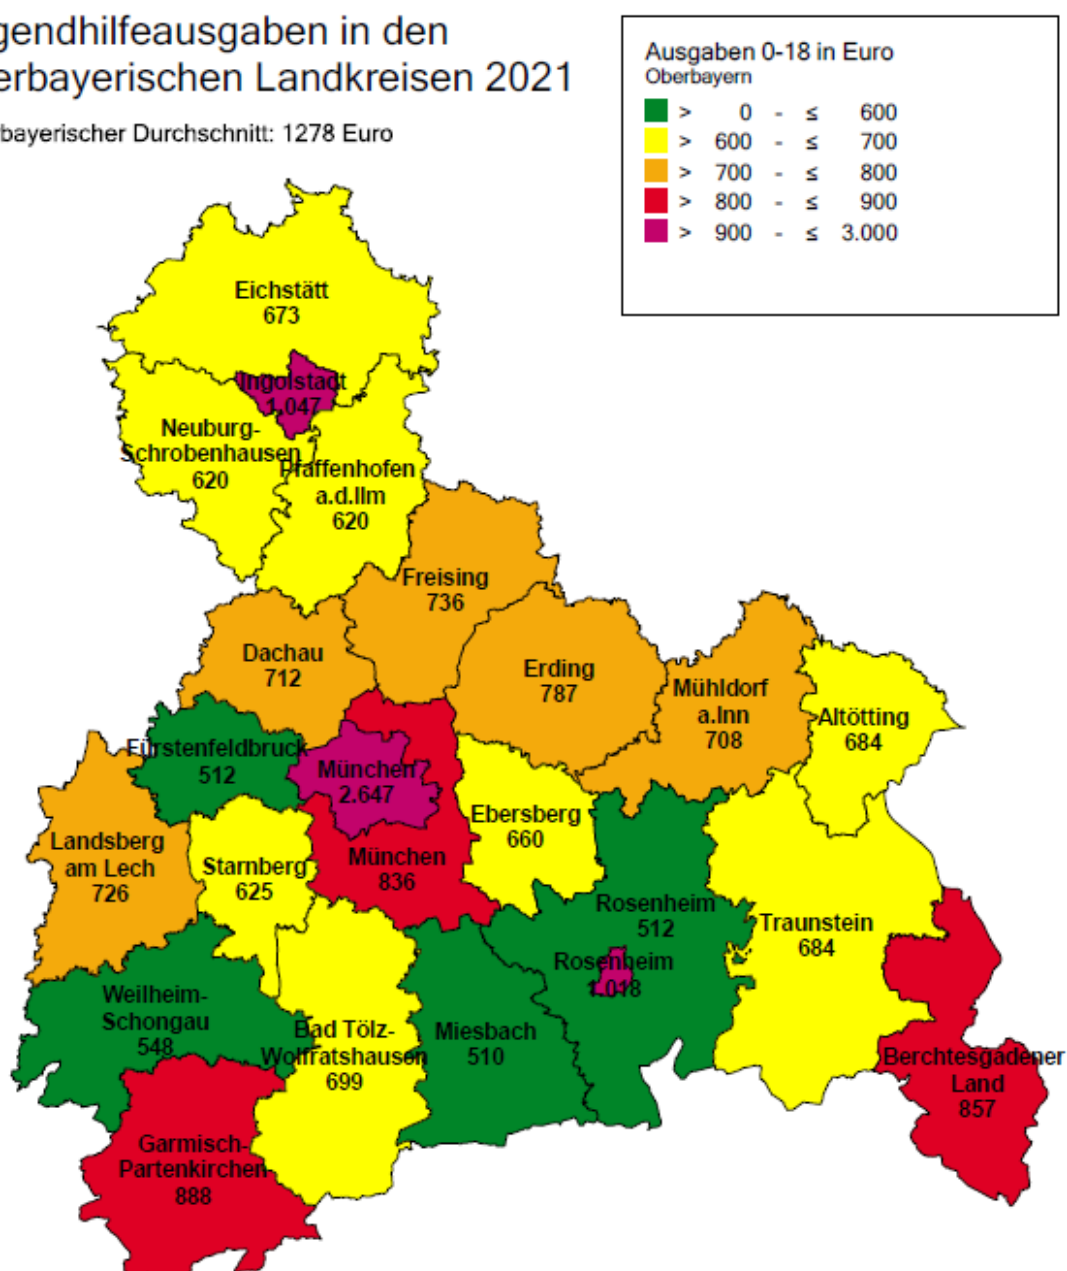 gendhilfeausgaben in den
erbayerischen Landkreisen 2021
rbayerischer Durchschnitt: 1278 Euro
Ausgaben 0-18 in Euro
Oberbayern
> 0 - ≤ 600
> 600 - ≤ 700
> 700 - ≤ 800
> 800 - ≤ 900
> 900 - ≤ 3.000
Eichstätt
673
Ingolstadt
1.047
Neuburg-
Schrobenhausen
620
Pfaffenhofen
a.d.Ilm
620
Freising
736
Dachau
712
Erding
787
Mühldorf
a.Inn
708
Altötting
684
Fürstenfeldbruck
512
München
2.647
Ebersberg
660
Landsberg
am Lech
726
Starnberg
625
München
836
Rosenheim
512
Traunstein
684
Rosenheim
1.018
Weilheim-
Schongau
548
Bad Tölz-
Wolfratshausen
699
Miesbach
510
Berchtesgadener
Land
857
Garmisch-
Partenkirchen
888